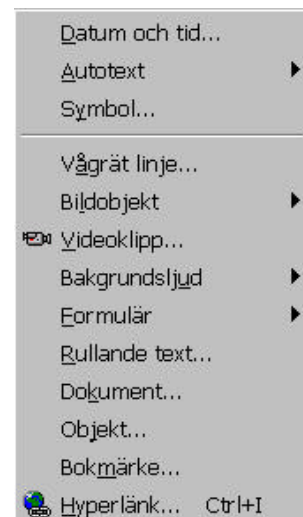 Datum och tid...
Autotext
Symbol...
Vågrät linje...
Bildobjekt
Videoklipp...
Bakgrundsljud
Formulär
Rullande text...
Dokument...
Objekt...
Bokmärke...
Hyperlänk... Ctrl+I